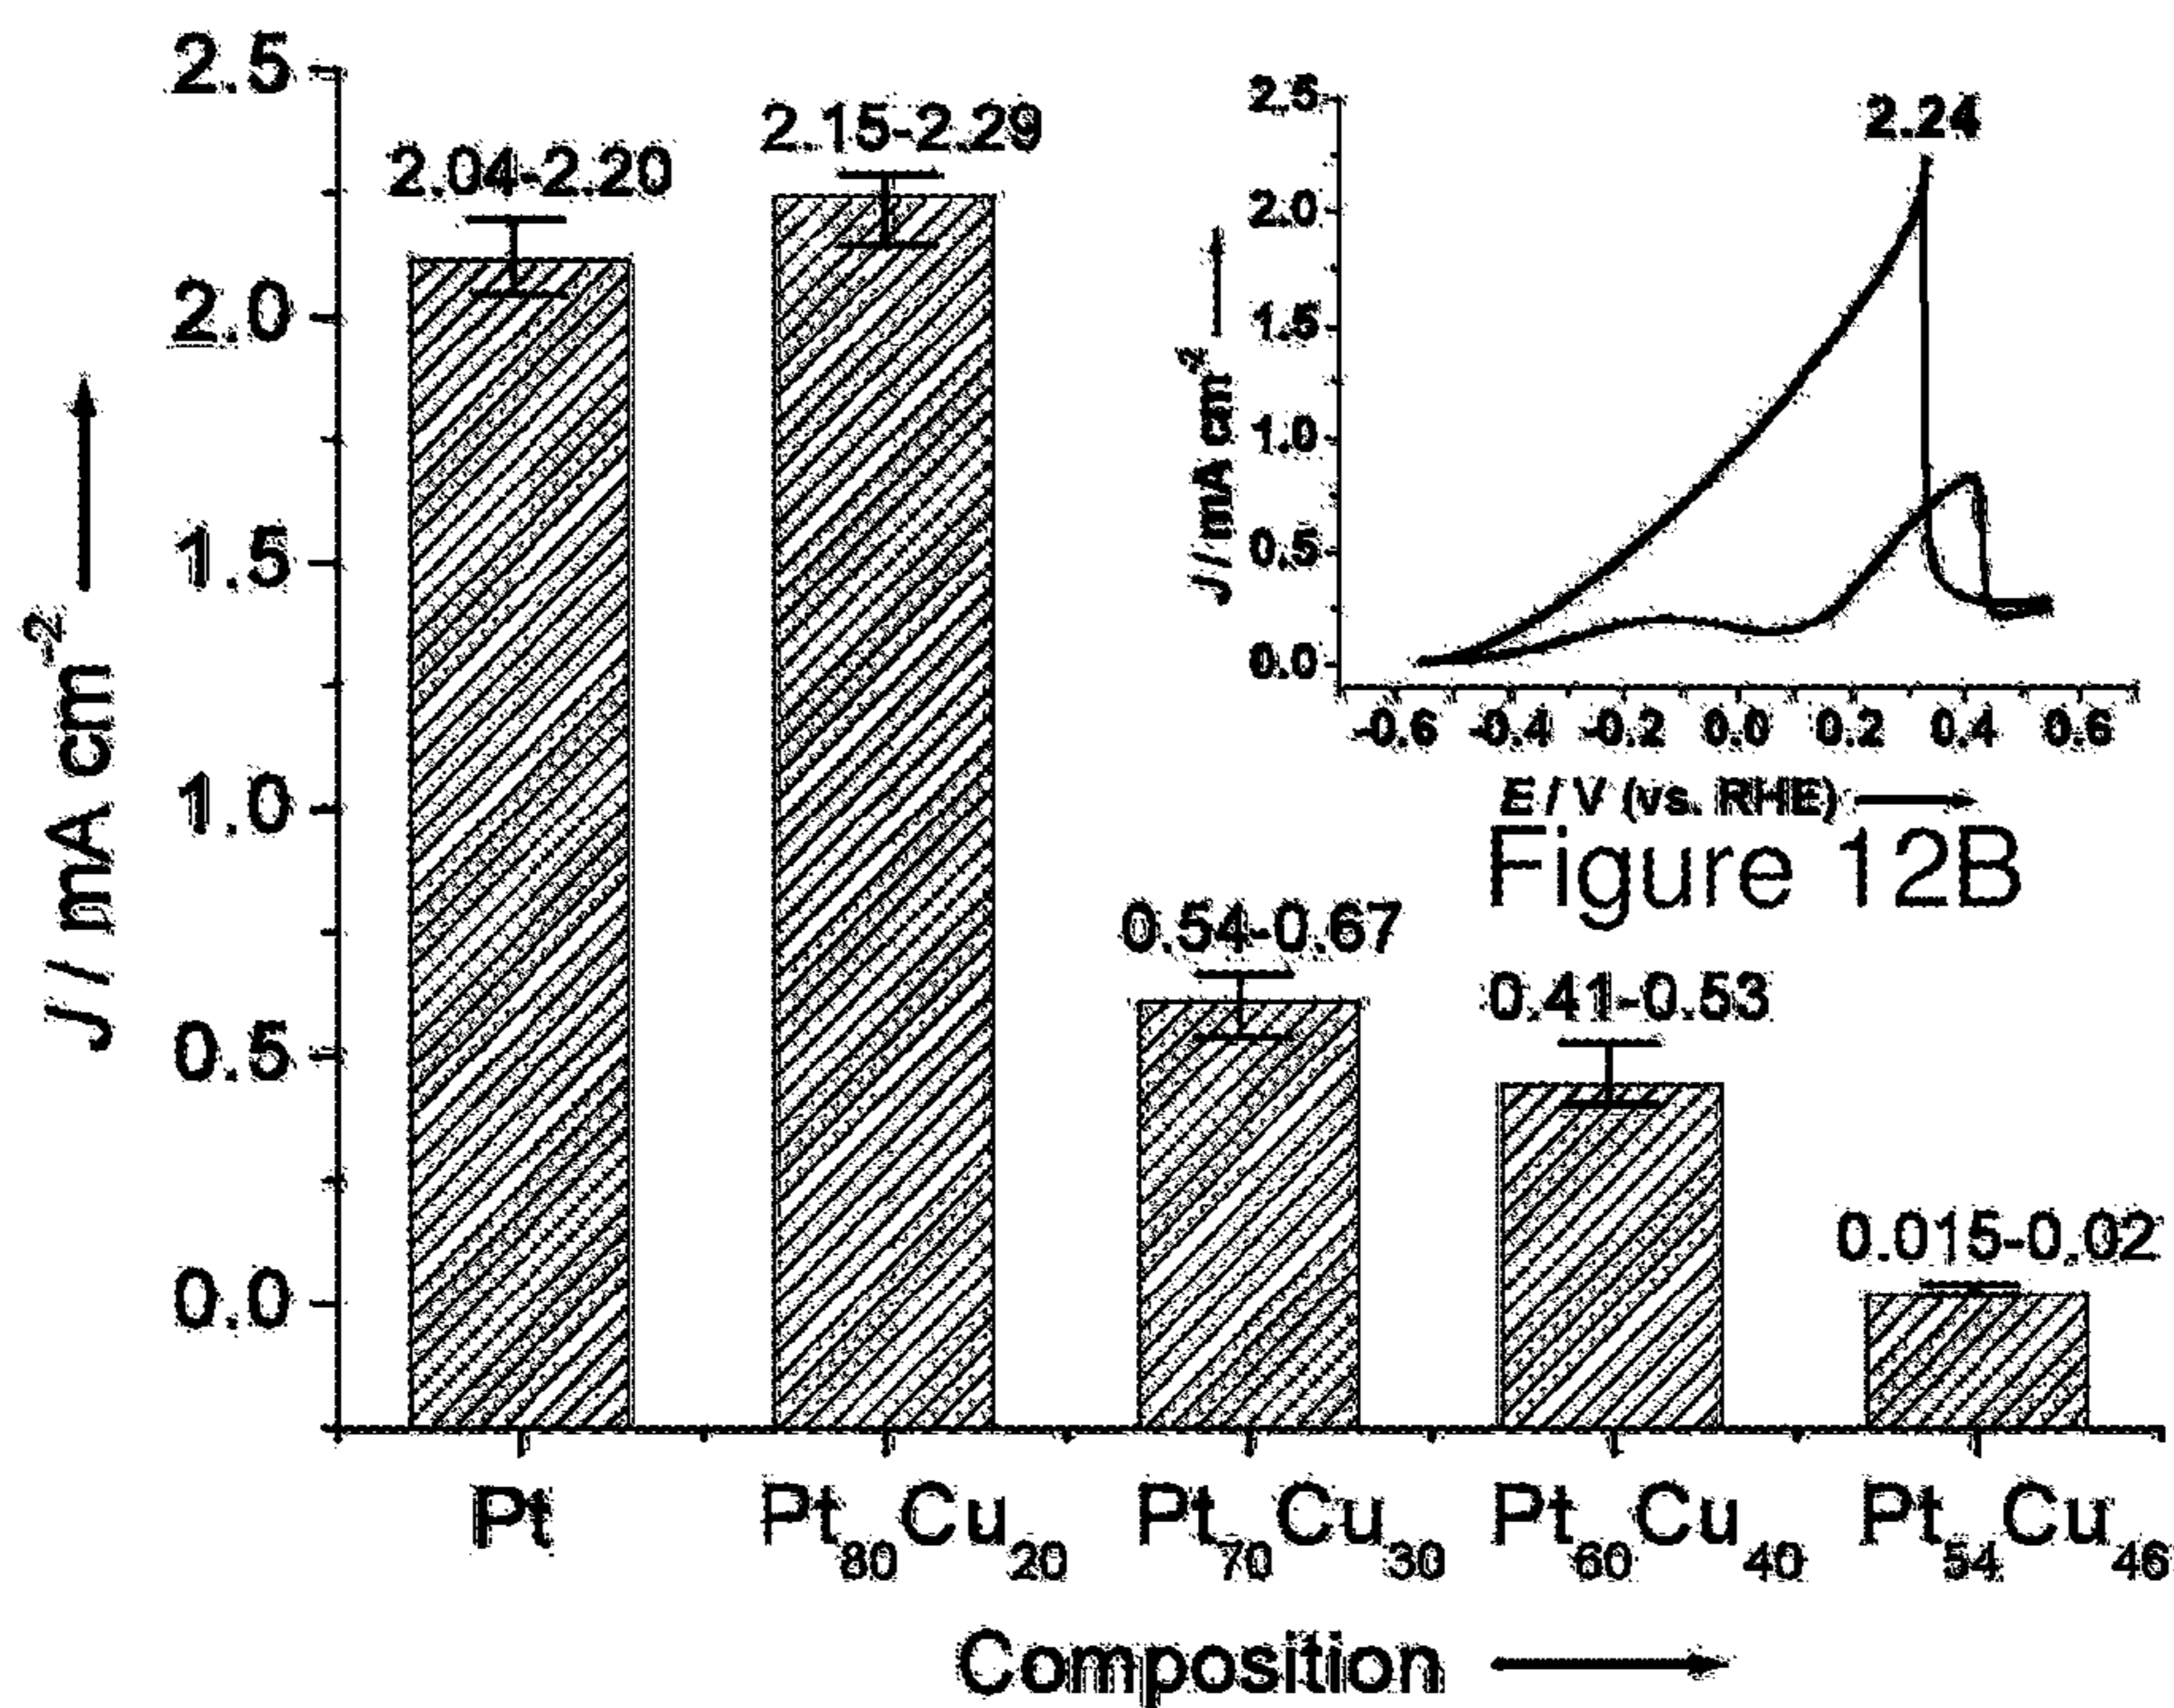 2.5
2.0
1.5
1.0
0.5
0.0
J / mA cm-2
2.04-2.20
2.15-2.29
0.54-0.67
0.41-0.53
0.015-0.02
Pt
Pt80Cu20
Pt70Cu30
Pt60Cu40
Pt54Cu46
Composition
2.5
2.0
1.5
1.0
0.5
0.0
J / mA cm-2
2.24
-0.6 -0.4 -0.2 0.0 0.2 0.4 0.6
E / V (vs. RHE)
Figure 12B